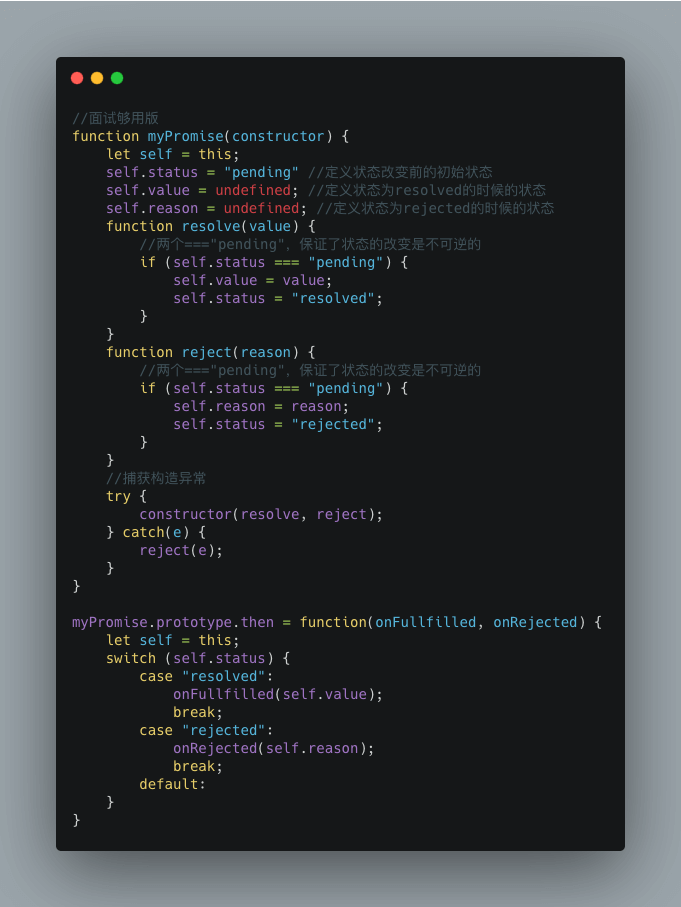 //面试够用版
function myPromise(constructor) {
    let self = this;
    self.status = "pending" //定义状态改变前的初始状态
    self.value = undefined; //定义状态为resolved的时候的状态
    self.reason = undefined; //定义状态为rejected的时候的状态
    function resolve(value) {
        //两个==="pending"，保证了状态的改变是不可逆的
        if (self.status === "pending") {
            self.value = value;
            self.status = "resolved";
        }
    }
    function reject(reason) {
        //两个==="pending"，保证了状态的改变是不可逆的
        if (self.status === "pending") {
            self.reason = reason;
            self.status = "rejected";
        }
    }
    //捕获构造异常
    try {
        constructor(resolve, reject);
    } catch(e) {
        reject(e);
    }
}

myPromise.prototype.then = function(onFullfilled, onRejected) {
    let self = this;
    switch (self.status) {
        case "resolved":
            onFullfilled(self.value);
            break;
        case "rejected":
            onRejected(self.reason);
            break;
        default:
    }
}